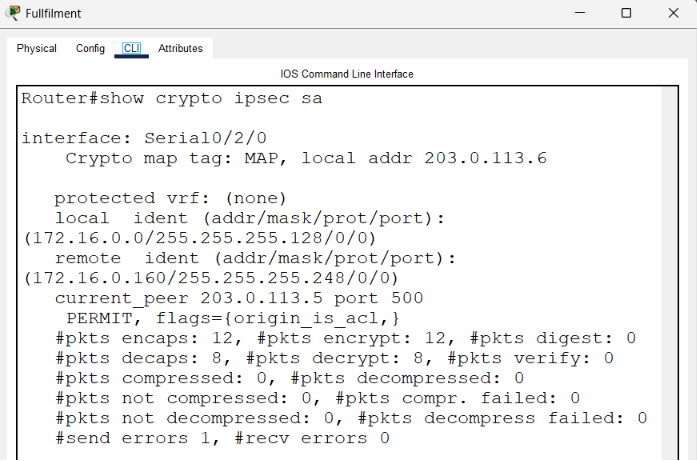 Fullfilment
Physical Config CLI Attributes
IOS Command Line Interface
Router#show crypto ipsec sa
interface: Serial0/2/0
Crypto map tag: MAP, local addr 203.0.113.6
protected vrf: (none)
local ident (addr/mask/prot/port):
(172.16.0.0/255.255.255.128/0/0)
remote ident (addr/mask/prot/port):
(172.16.0.160/255.255.255.248/0/0)
current_peer 203.0.113.5 port 500
PERMIT, flags={origin_is_acl,}
#pkts encaps: 12, #pkts encrypt: 12, #pkts digest: 0
#pkts decaps: 8, #pkts decrypt: 8, #pkts verify: 0
#pkts compressed: 0, #pkts decompressed: 0
#pkts not compressed: 0, #pkts compr. failed: 0
#pkts not decompressed: 0, #pkts decompress failed: 0
#send errors 1, #recv errors 0